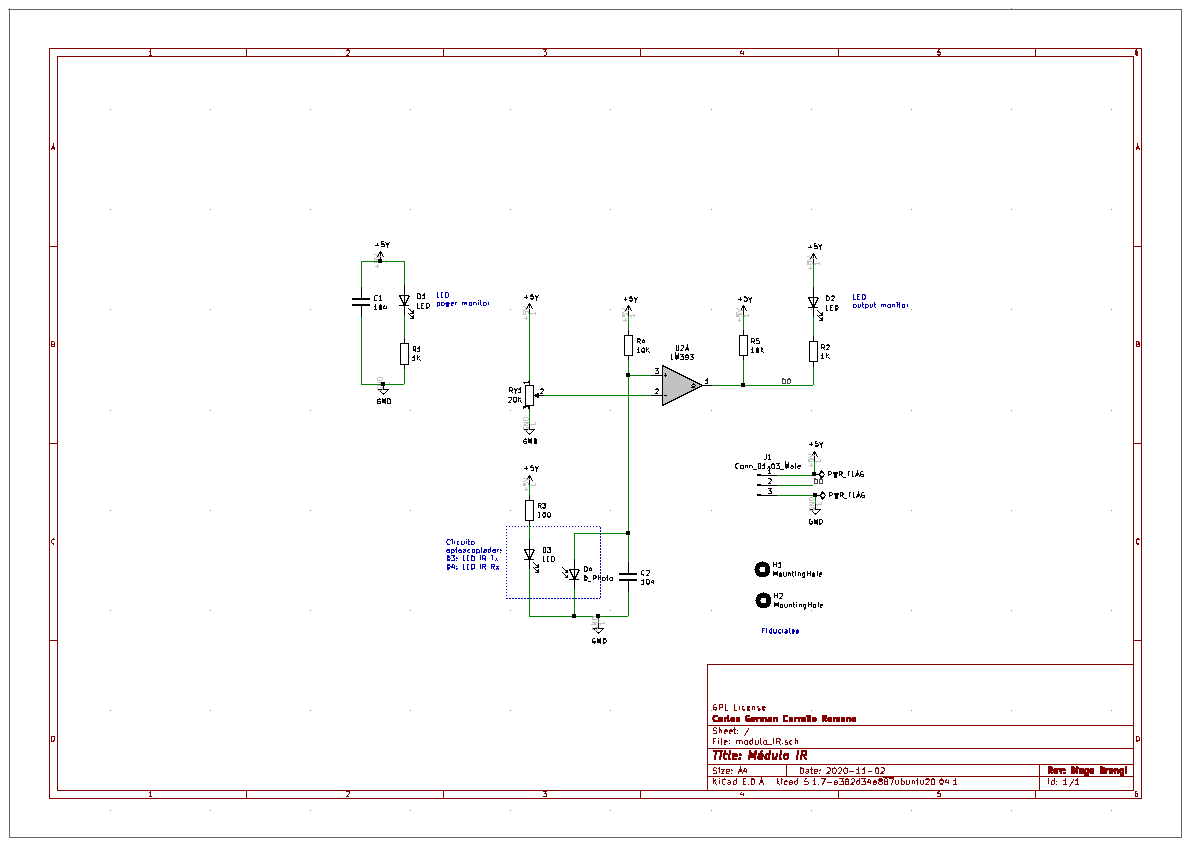 1 2 3 4 5 6
A A
B B
C C
D D
+5V
C1
104
D1
LED
LED
power monitor
R1
1K
GND
+5V
RV1
20K
2
GND
+5V
R4
10K
U2A
LM393
3
+
2
-
1
+5V
R5
10K
DO
+5V
D2
LED
LED
output monitor
R2
1K
+5V
R3
100
Circuito
optoacoplador:
D3: LED IR Tx
D4: LED IR Rx
D3
LED
D4
D_Photo
C2
104
GND
J1
Conn_01x03_Male
1
2
3
+5V
PWR_FLAG
DO
PWR_FLAG
GND
H1
MountingHole
H2
MountingHole
Fiduciales
GPL License
Carlos German Carreño Romano
Sheet: /
File: modulo_IR.sch
Title: Módulo IR
Size: A4 Date: 2020-11-02 Rev: Diego Brengi
KiCad E.D.A. kicad 5.1.7-a382d34a887ubuntu20.04.1 Id: 1/1
1 2 3 4 5 6